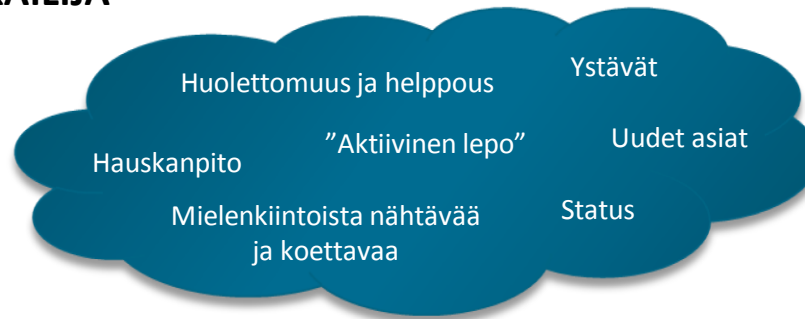 Huolettomuus ja helppous
Ystävät
”Aktiivinen lepo”
Uudet asiat
Hauskanpito
Mielenkiintoista nähtävää
ja koettavaa
Status